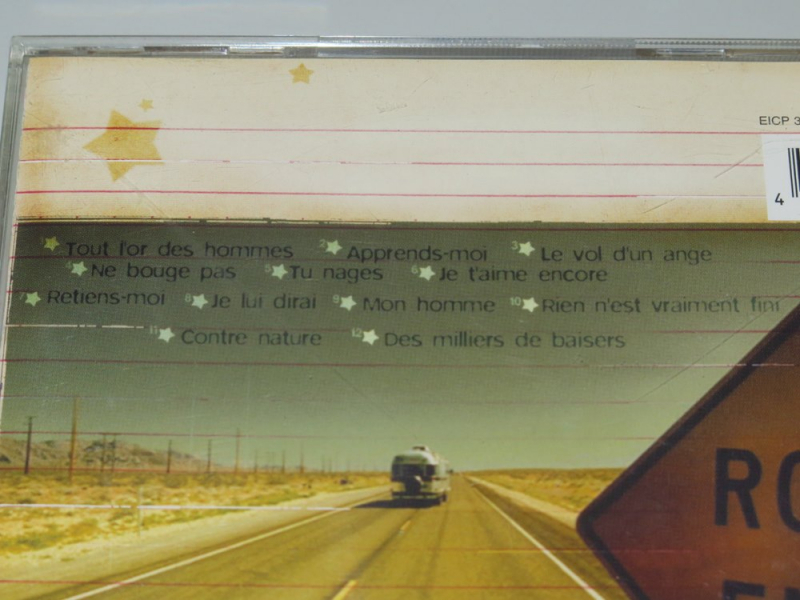 EICP 3
4
Tout l'or des hommes 2 Apprends-moi 3 Le vol d'un ange
Ne bouge pas 5 Tu nages 6 Je t'aime encore
7 Retiens-moi 8 Je lui dirai 9 Mon homme 10 Rien n'est vraiment fini
11 Contre nature 12 Des milliers de baisers
RO